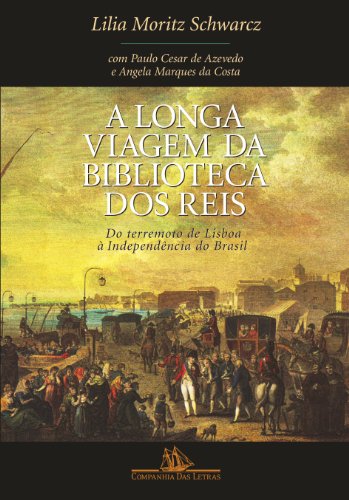 Lilia Moritz Schwarcz
com Paulo Cesar de Azevedo
e Angela Marques da Costa
A LONGA
VIAGEM DA
BIBLIOTECA
DOS REIS
Do terremoto de Lisboa
à Independência do Brasil
COMPANHIA DAS LETRAS